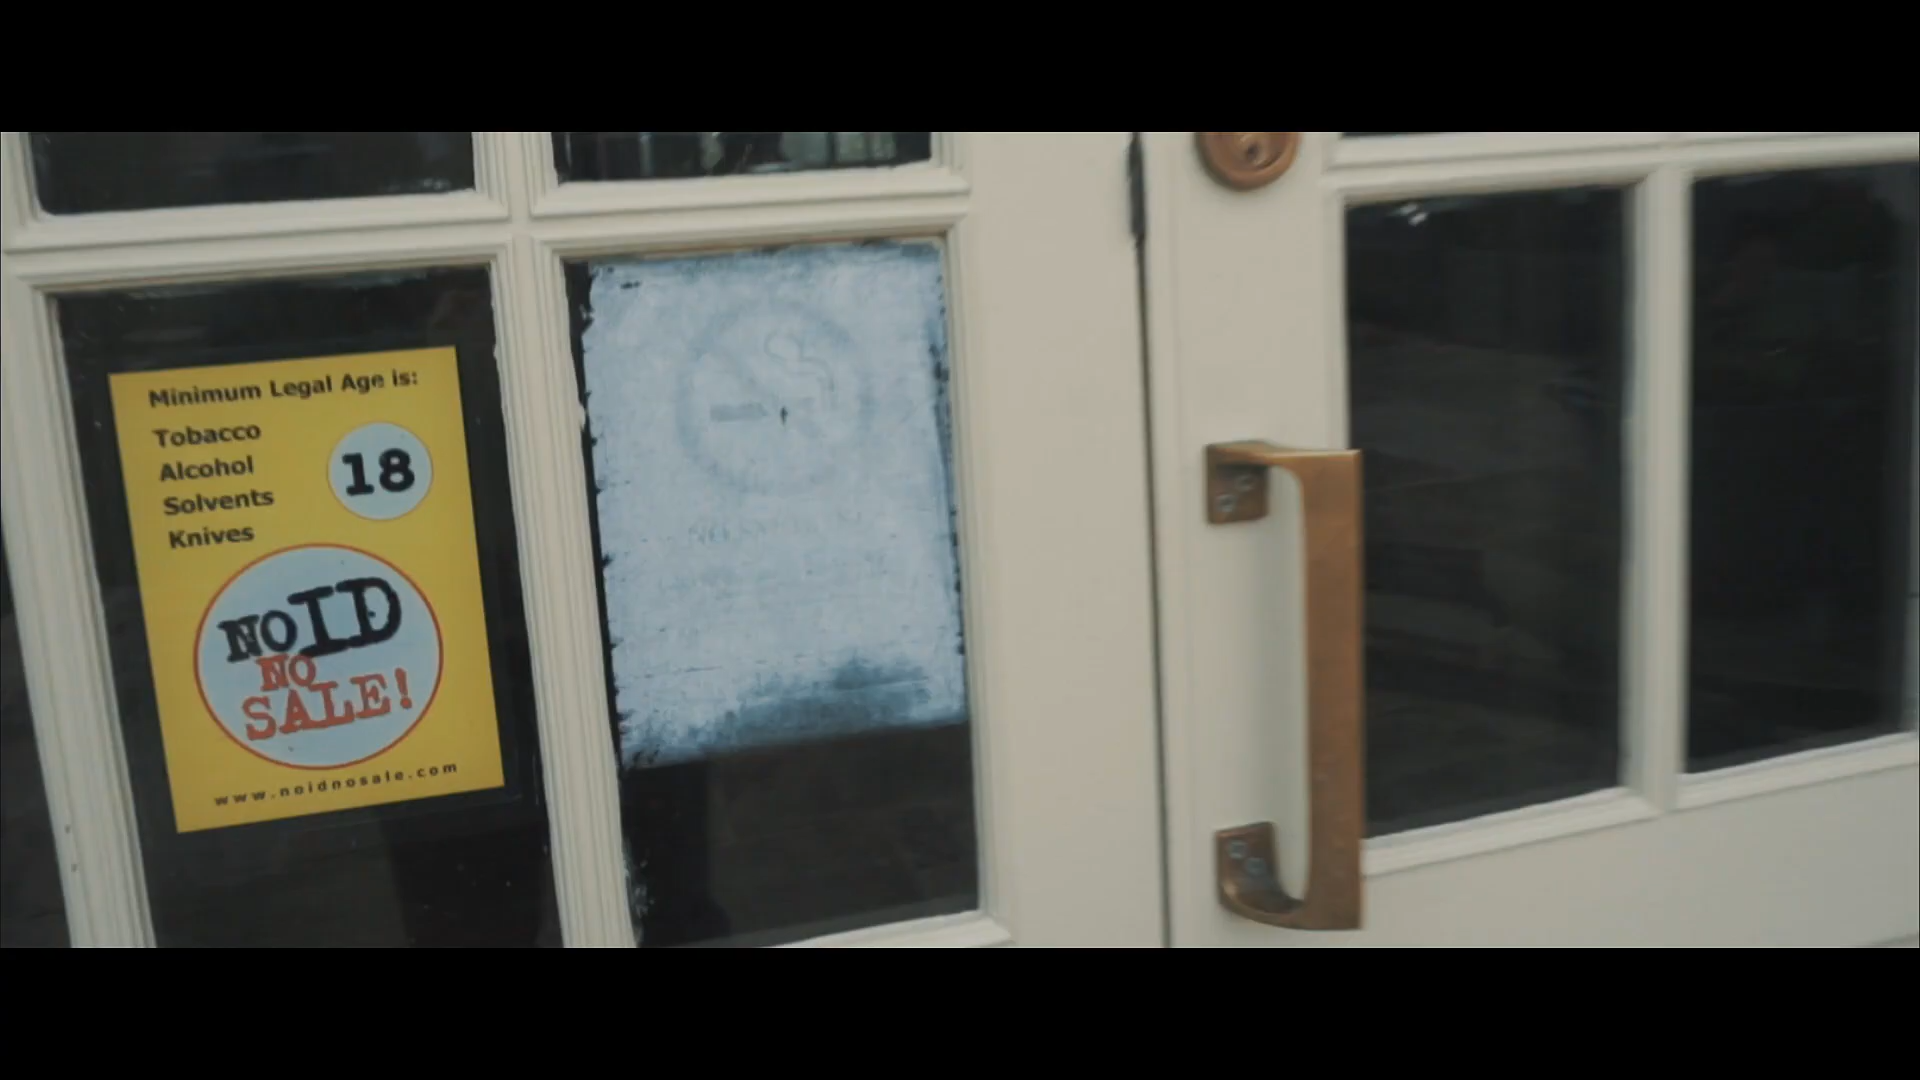 Minimum Legal Age is:
Tobacco
Alcohol
Solvents
Knives
18
NO ID
NO
SALE!
www.noidnosale.com